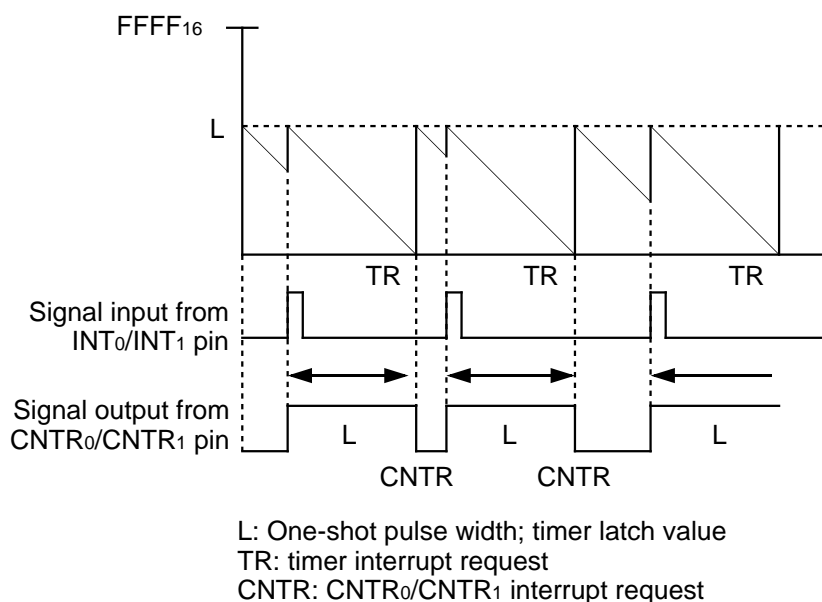 FFFF16
L
TR TR TR
Signal input from
INT0/INT1 pin
Signal output from
CNTR0/CNTR1 pin
L L L
CNTR CNTR
L: One-shot pulse width; timer latch value
TR: timer interrupt request
CNTR: CNTR0/CNTR1 interrupt request